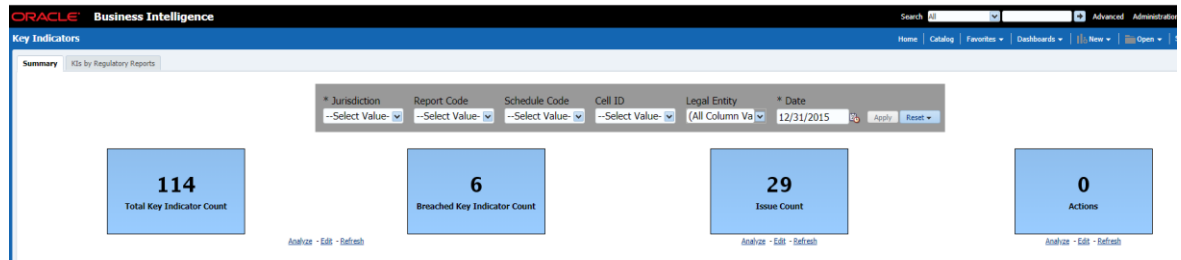 ORACLE Business Intelligence Search All Advanced Administration
Key Indicators Home Catalog Favorites Dashboards New Open
Summary KIs by Regulatory Reports
* Jurisdiction Report Code Schedule Code Cell ID Legal Entity * Date
--Select Value- --Select Value- --Select Value- --Select Value- (All Column Va 12/31/2015 Apply Reset
114 6 29 0
Total Key Indicator Count Breached Key Indicator Count Issue Count Actions
Analyze - Edit - Refresh Analyze - Edit - Refresh Analyze - Edit - Refresh